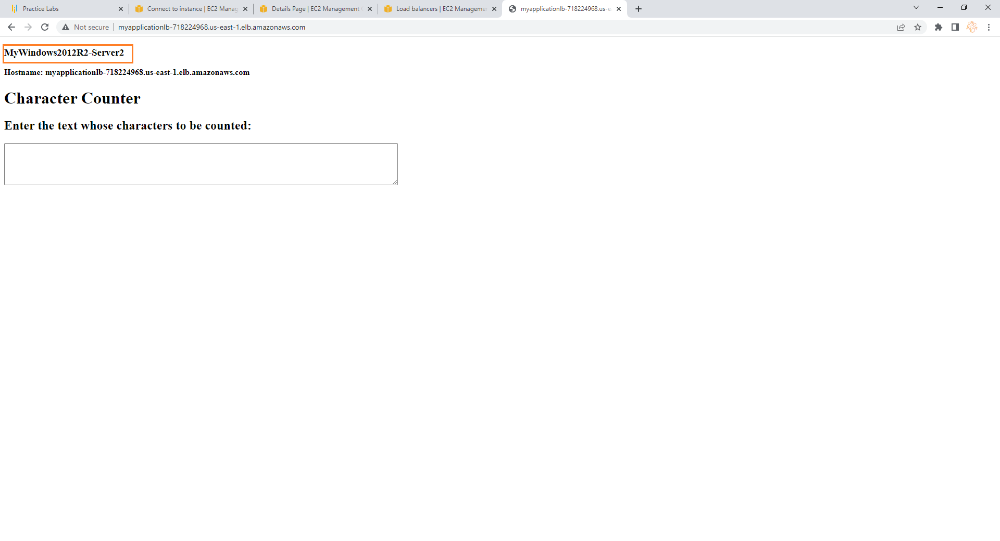 Practice Labs
Connect to instance | EC2 Manag
Details Page | EC2 Management
Load balancers | EC2 Manageme
myapplicationlb-718224968.us-e
Not secure
myapplicationlb-718224968.us-east-1.elb.amazonaws.com
MyWindows2012R2-Server2
Hostname: myapplicationlb-718224968.us-east-1.elb.amazonaws.com
Character Counter
Enter the text whose characters to be counted: